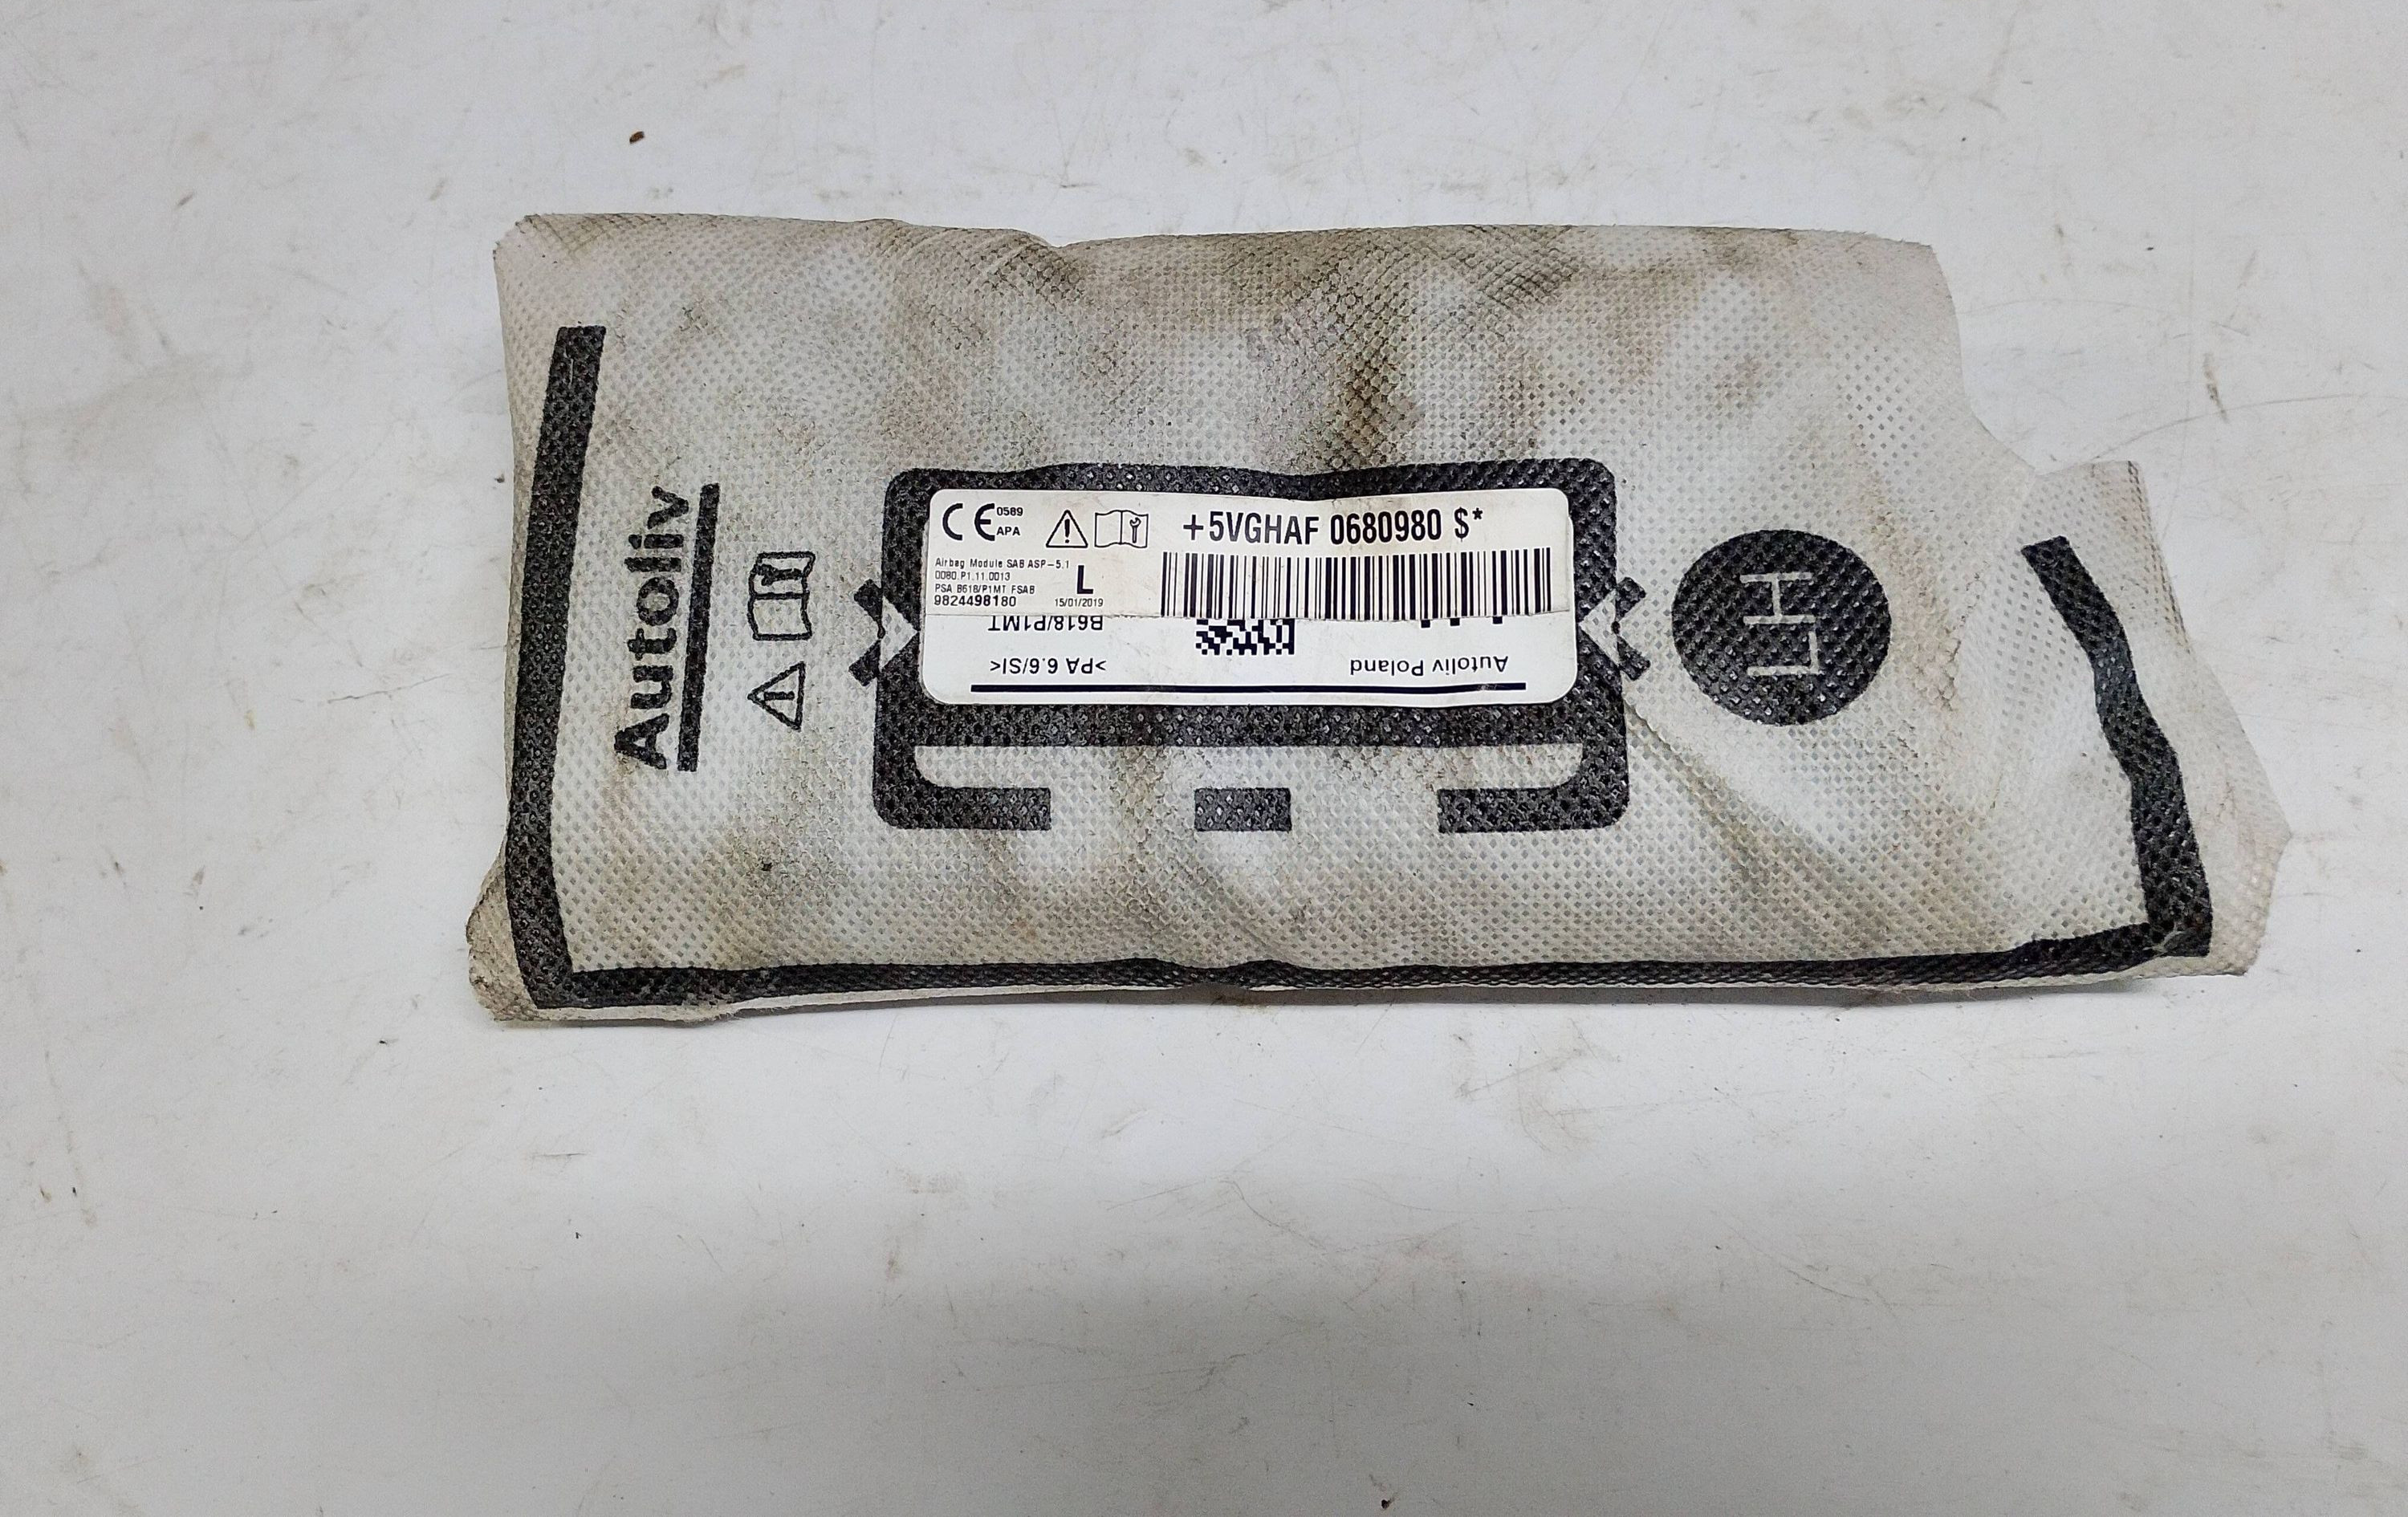 Autoliv
CE 0589
APA
+5VGHAF 0680980 $*
Airbag Module SAB ASP-5.1
0080.P1.11.0013
PSA B618/P1MT FSAB
9824498180
L
15/01/2019
B618/P1MT
>PA 6.6/SI<
Autoliv Poland
LH